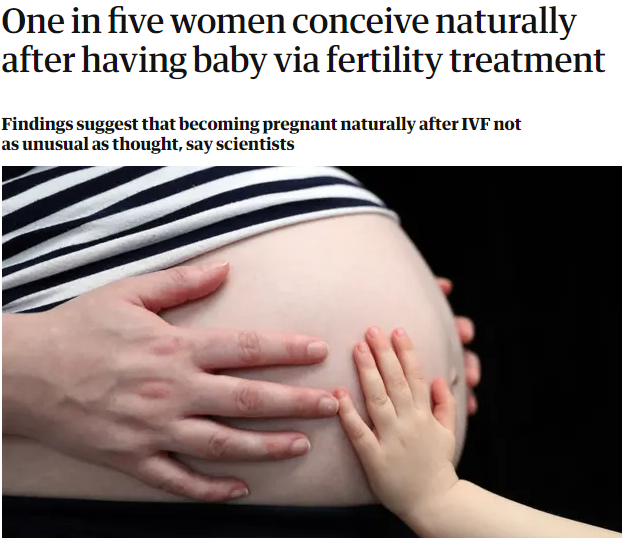 One in five women conceive naturally
after having baby via fertility treatment
Findings suggest that becoming pregnant naturally after IVF not
as unusual as thought, say scientists